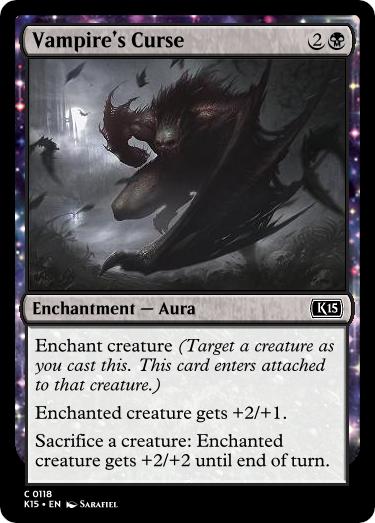 Vampire's Curse 2
Enchantment — Aura K15
Enchant creature (Target a creature as
you cast this. This card enters attached
to that creature.)
Enchanted creature gets +2/+1.
Sacrifice a creature: Enchanted
creature gets +2/+2 until end of turn.
C 0118
K15 • EN SARAFIEL